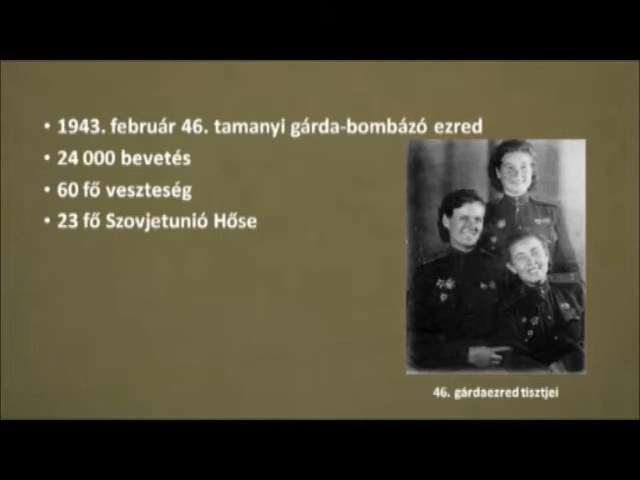 • 1943. február 46. tamanyi gárda-bombázó ezred
• 24 000 bevetés
• 60 fő veszteség
• 23 fő Szovjetunió Hőse
46. gárdaezred tisztjei